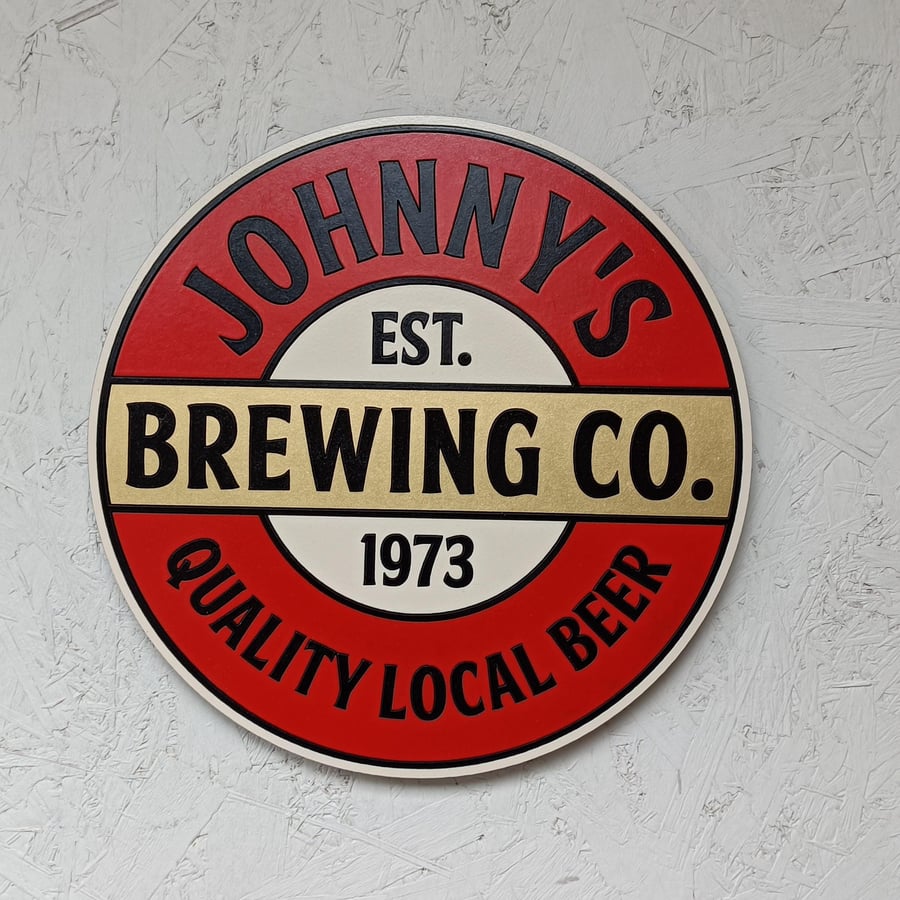 JOHNNY'S
EST.
BREWING CO.
1973
QUALITY LOCAL BEER